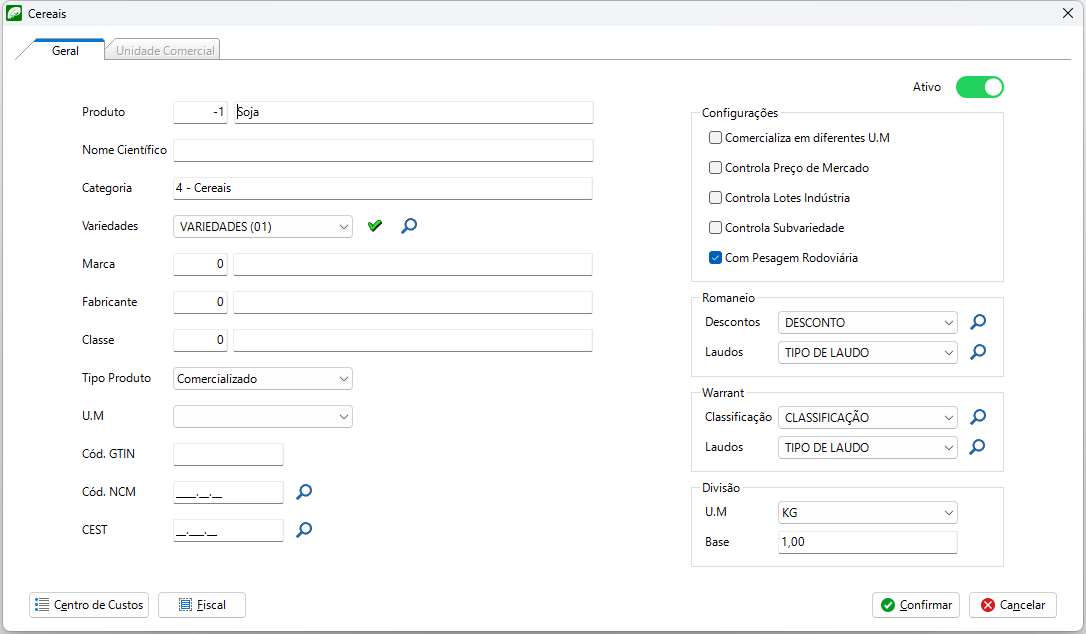 Cereais
Geral
Unidade Comercial
Ativo
Produto
-1
Soja
Nome Científico
Categoria
4 - Cereais
Variedades
VARIEDADES (01)
Marca
0
Fabricante
0
Classe
0
Tipo Produto
Comercializado
U.M
Cód. GTIN
Cód. NCM
____.__.__
CEST
__.___.__
Configurações
Comercializa em diferentes U.M
Controla Preço de Mercado
Controla Lotes Indústria
Controla Subvariedade
Com Pesagem Rodoviária
Romaneio
Descontos
DESCONTO
Laudos
TIPO DE LAUDO
Warrant
Classificação
CLASSIFICAÇÃO
Laudos
TIPO DE LAUDO
Divisão
U.M
KG
Base
1,00
Centro de Custos
Fiscal
Confirmar
Cancelar